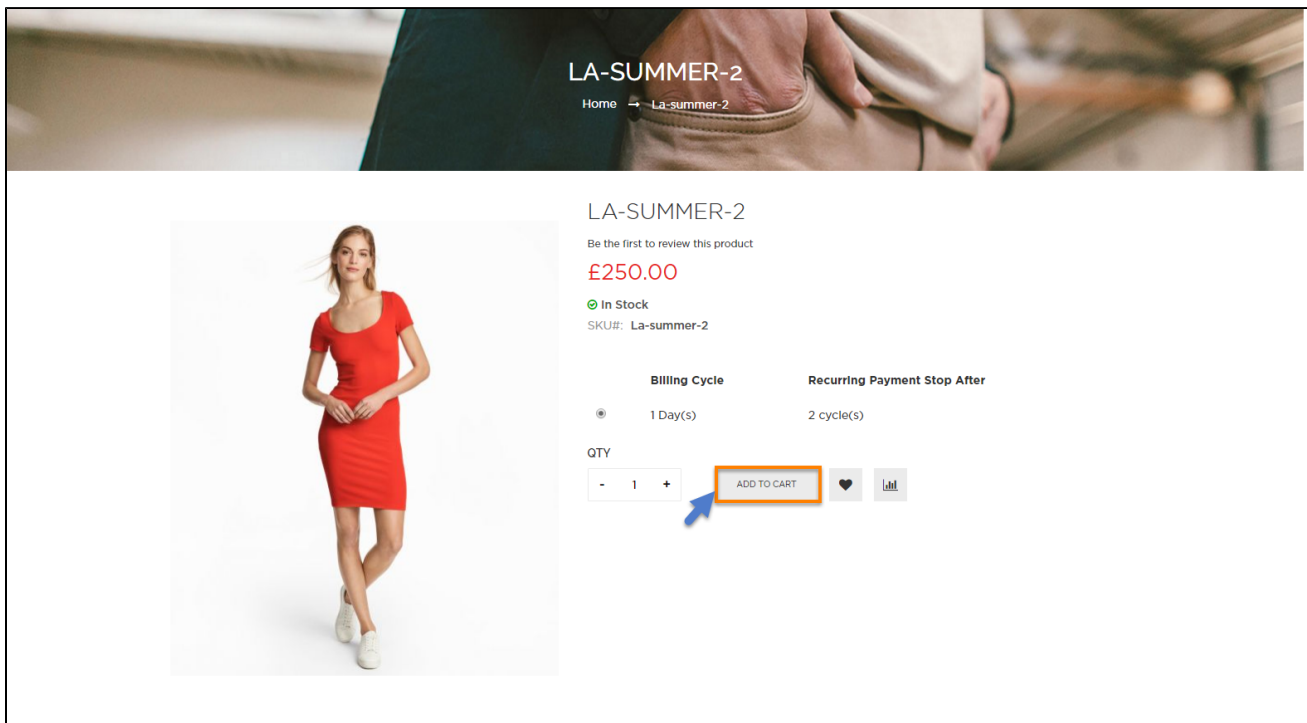 LA-SUMMER-2
Home → La-summer-2
LA-SUMMER-2
Be the first to review this product
£250.00
In Stock
SKU#: La-summer-2
Billing Cycle Recurring Payment Stop After
1 Day(s) 2 cycle(s)
QTY
- 1 + ADD TO CART